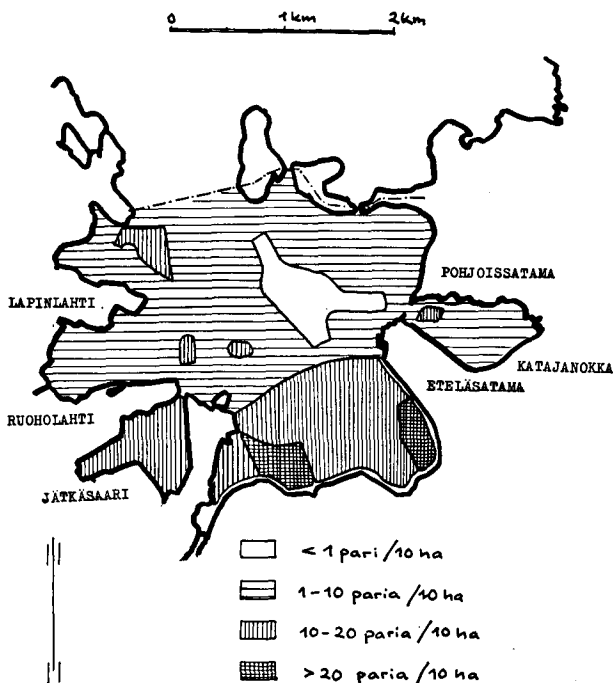 0 1km 2km
POHJOISSATAMA
LAPINLAHTI
KATAJANOKKA
ETELÄSATAMA
RUOHOLAHTI
JÄTKÄSAARI
< 1 pari /10 ha
1-10 paria /10 ha
10-20 paria /10 ha
>20 paria /10 ha